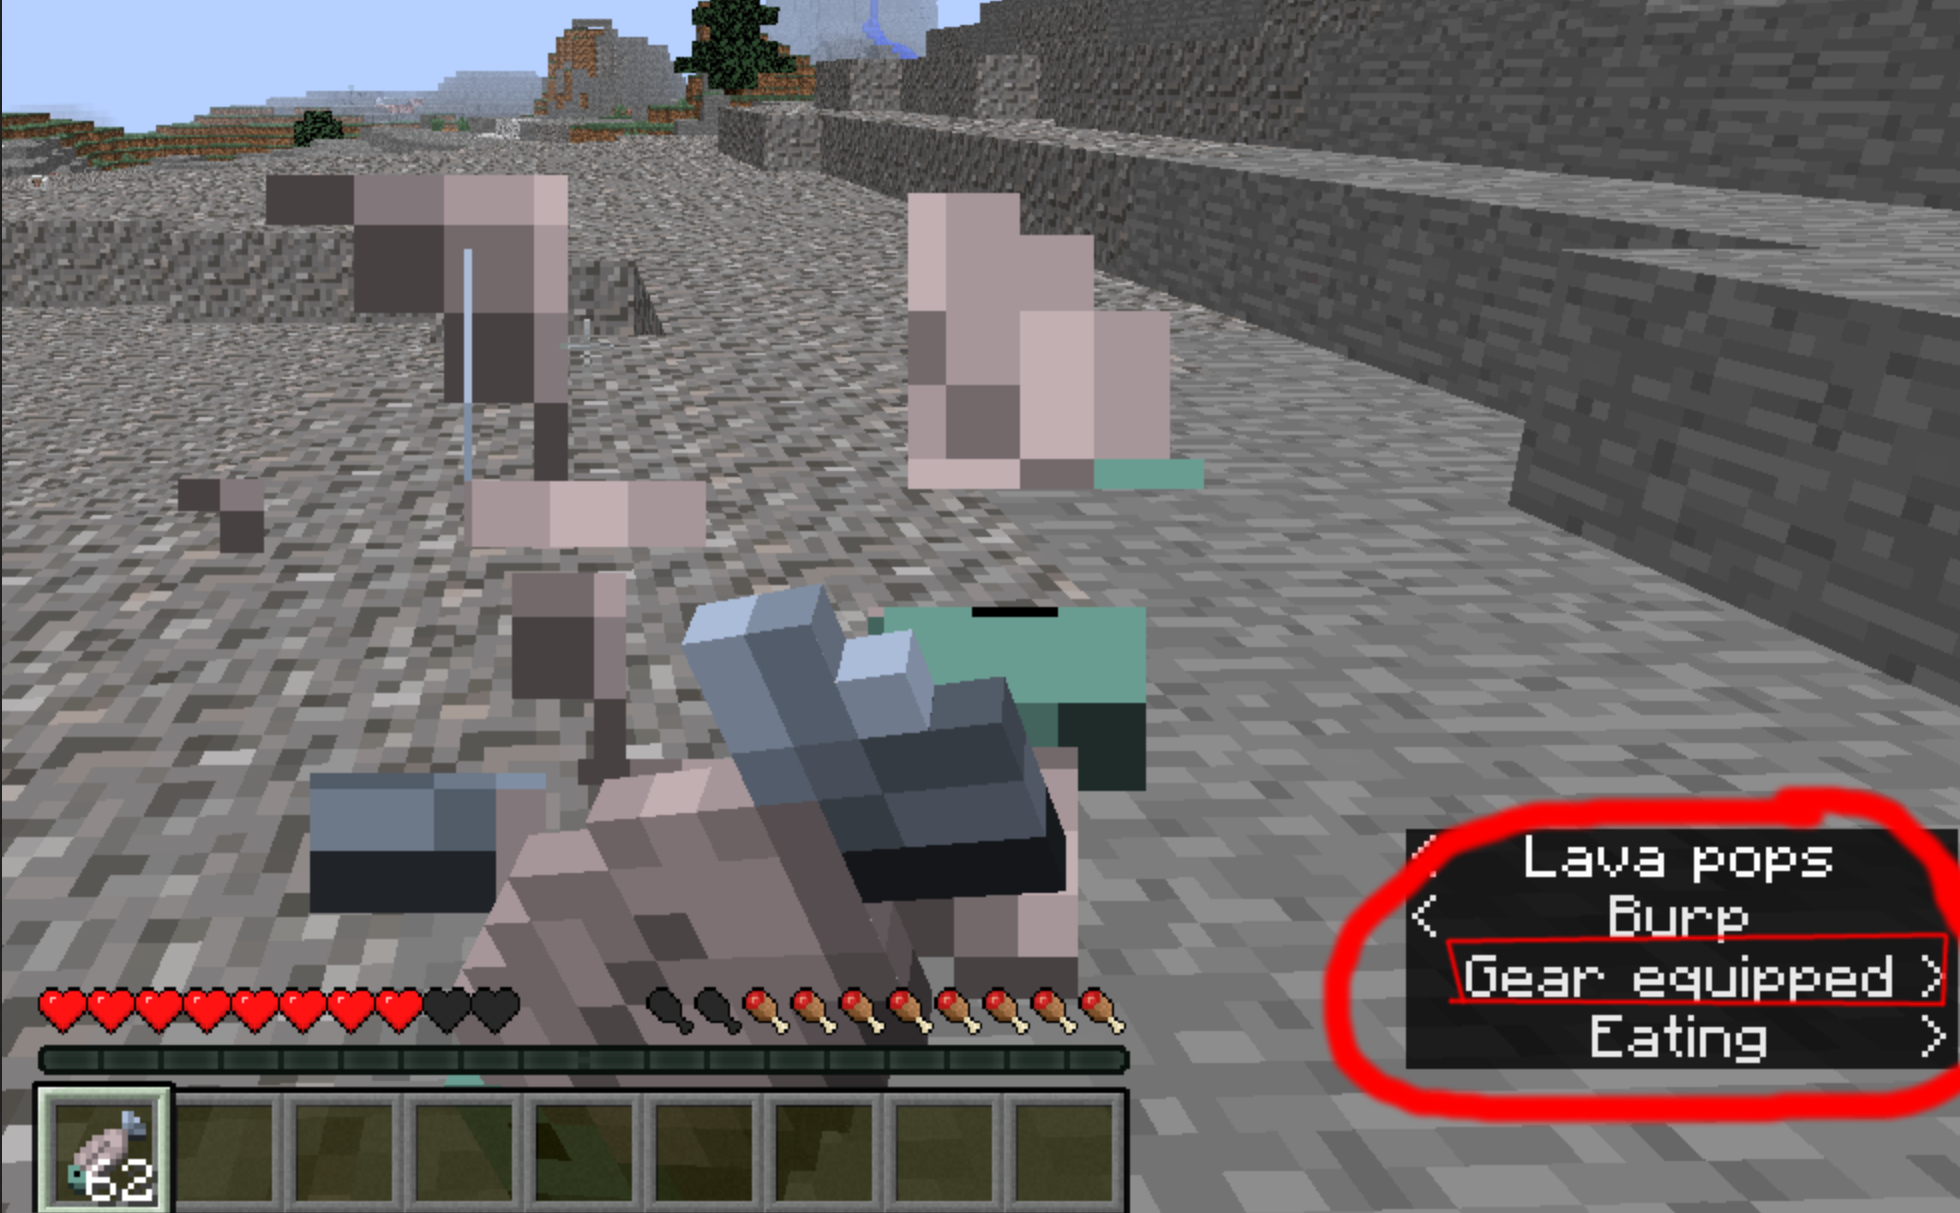 < Lava pops
< Burp
Gear equipped >
Eating >
62